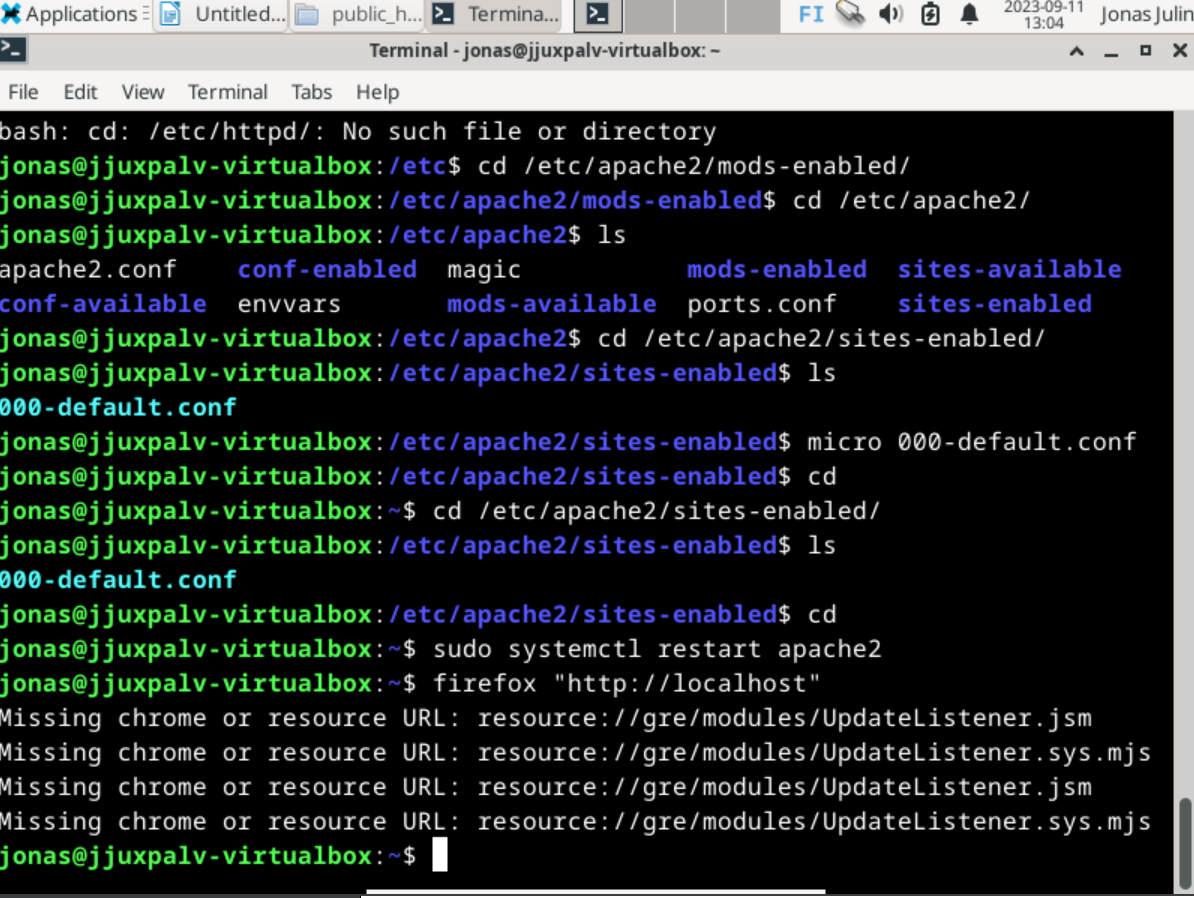 Applications
Untitled...
public_h...
Termina...
FI
2023-09-11
13:04
Jonas Julin
Terminal - jonas@jjuxpalv-virtualbox: ~
File Edit View Terminal Tabs Help
bash: cd: /etc/httpd/: No such file or directory
jonas@jjuxpalv-virtualbox:/etc$ cd /etc/apache2/mods-enabled/
jonas@jjuxpalv-virtualbox:/etc/apache2/mods-enabled$ cd /etc/apache2/
jonas@jjuxpalv-virtualbox:/etc/apache2$ ls
apache2.conf conf-enabled magic mods-enabled sites-available
conf-available envvars mods-available ports.conf sites-enabled
jonas@jjuxpalv-virtualbox:/etc/apache2$ cd /etc/apache2/sites-enabled/
jonas@jjuxpalv-virtualbox:/etc/apache2/sites-enabled$ ls
000-default.conf
jonas@jjuxpalv-virtualbox:/etc/apache2/sites-enabled$ micro 000-default.conf
jonas@jjuxpalv-virtualbox:/etc/apache2/sites-enabled$ cd
jonas@jjuxpalv-virtualbox:~$ cd /etc/apache2/sites-enabled/
jonas@jjuxpalv-virtualbox:/etc/apache2/sites-enabled$ ls
000-default.conf
jonas@jjuxpalv-virtualbox:/etc/apache2/sites-enabled$ cd
jonas@jjuxpalv-virtualbox:~$ sudo systemctl restart apache2
jonas@jjuxpalv-virtualbox:~$ firefox "http://localhost"
Missing chrome or resource URL: resource://gre/modules/UpdateListener.jsm
Missing chrome or resource URL: resource://gre/modules/UpdateListener.sys.mjs
Missing chrome or resource URL: resource://gre/modules/UpdateListener.jsm
Missing chrome or resource URL: resource://gre/modules/UpdateListener.sys.mjs
jonas@jjuxpalv-virtualbox:~$